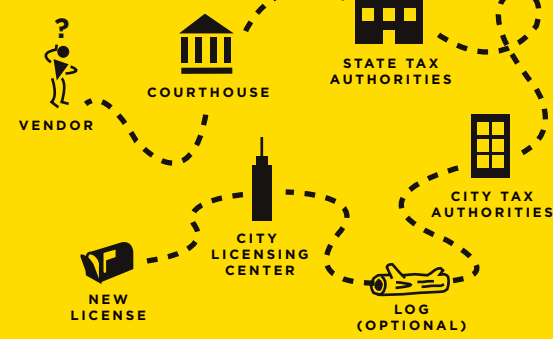 ?
VENDOR
COURTHOUSE
STATE TAX
AUTHORITIES
CITY TAX
AUTHORITIES
LOG
(OPTIONAL)
CITY
LICENSING
CENTER
NEW
LICENSE